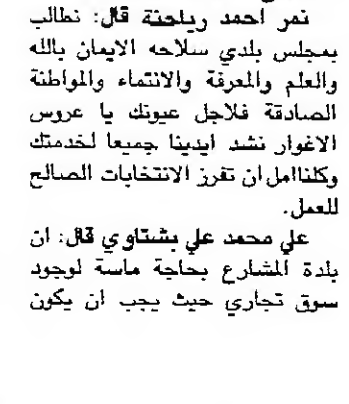 نمر احمد رياحنة قال: نطالب
بمجلس بلدي سلاحه الايمان بالله
والعلم والمعرفة والانتماء والمواطنة
الصادقة فلاجل عيونك يا عروس
الاغوار نشد ايدينا جميعا لخدمتك
وكلناامل ان تفرز الانتخابات الصالح
للعمل.
علي محمد علي بشتاوي قال: ان
بلدة المشارع بحاجة ماسة لوجود
سوق تجاري حيث يجب ان يكون